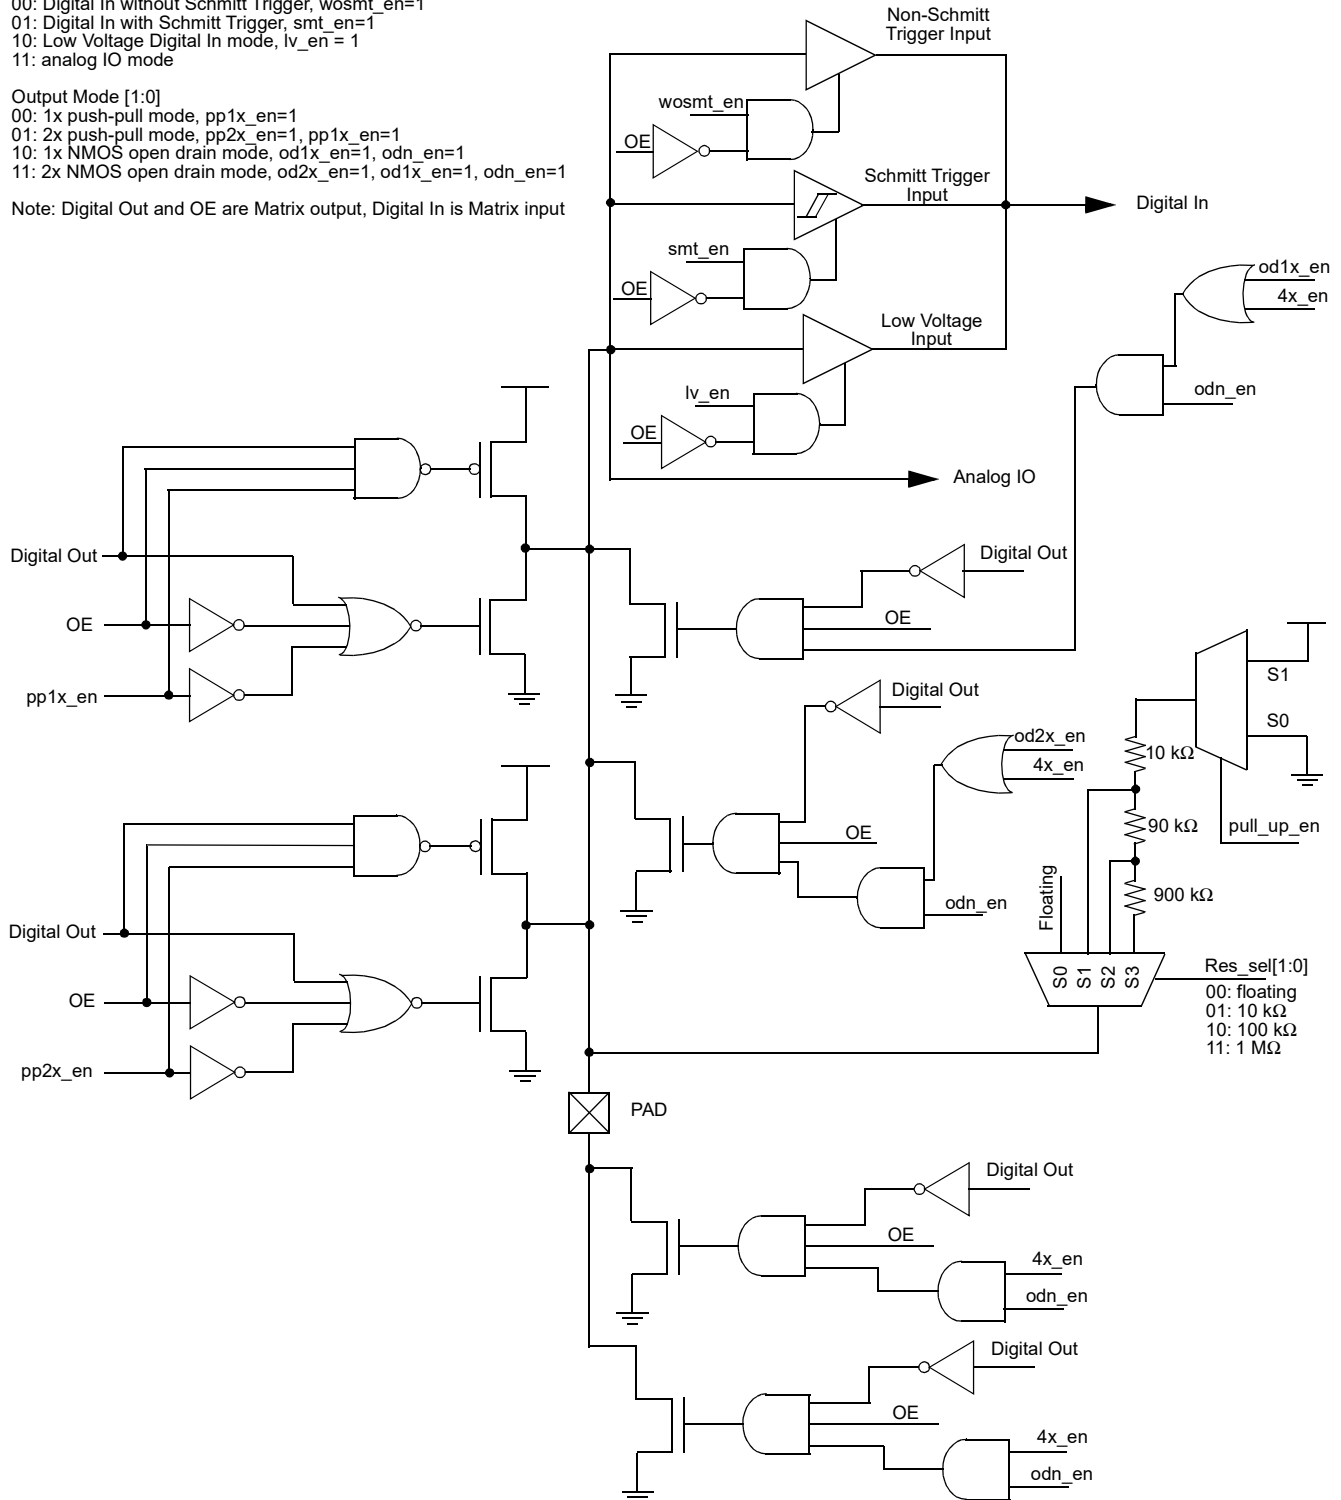 00: Digital In without Schmitt Trigger, wosmt_en=1
01: Digital In with Schmitt Trigger, smt_en=1
10: Low Voltage Digital In mode, lv_en = 1
11: analog IO mode
Output Mode [1:0]
00: 1x push-pull mode, pp1x_en=1
01: 2x push-pull mode, pp2x_en=1, pp1x_en=1
10: 1x NMOS open drain mode, od1x_en=1, odn_en=1
11: 2x NMOS open drain mode, od2x_en=1, od1x_en=1, odn_en=1
Note: Digital Out and OE are Matrix output, Digital In is Matrix input
Non-Schmitt
Trigger Input
wosmt_en
OE
Schmitt Trigger
Input
Digital In
smt_en
OE
od1x_en
4x_en
Low Voltage
Input
odn_en
lv_en
OE
Analog IO
Digital Out
OE
pp1x_en
Digital Out
OE
S1
S0
Digital Out
od2x_en
4x_en
OE
odn_en
10 kΩ
90 kΩ
900 kΩ
pull_up_en
Floating
S0
S1
S2
S3
Res_sel[1:0]
00: floating
01: 10 kΩ
10: 100 kΩ
11: 1 MΩ
Digital Out
OE
pp2x_en
PAD
Digital Out
OE
4x_en
odn_en
Digital Out
OE
4x_en
odn_en